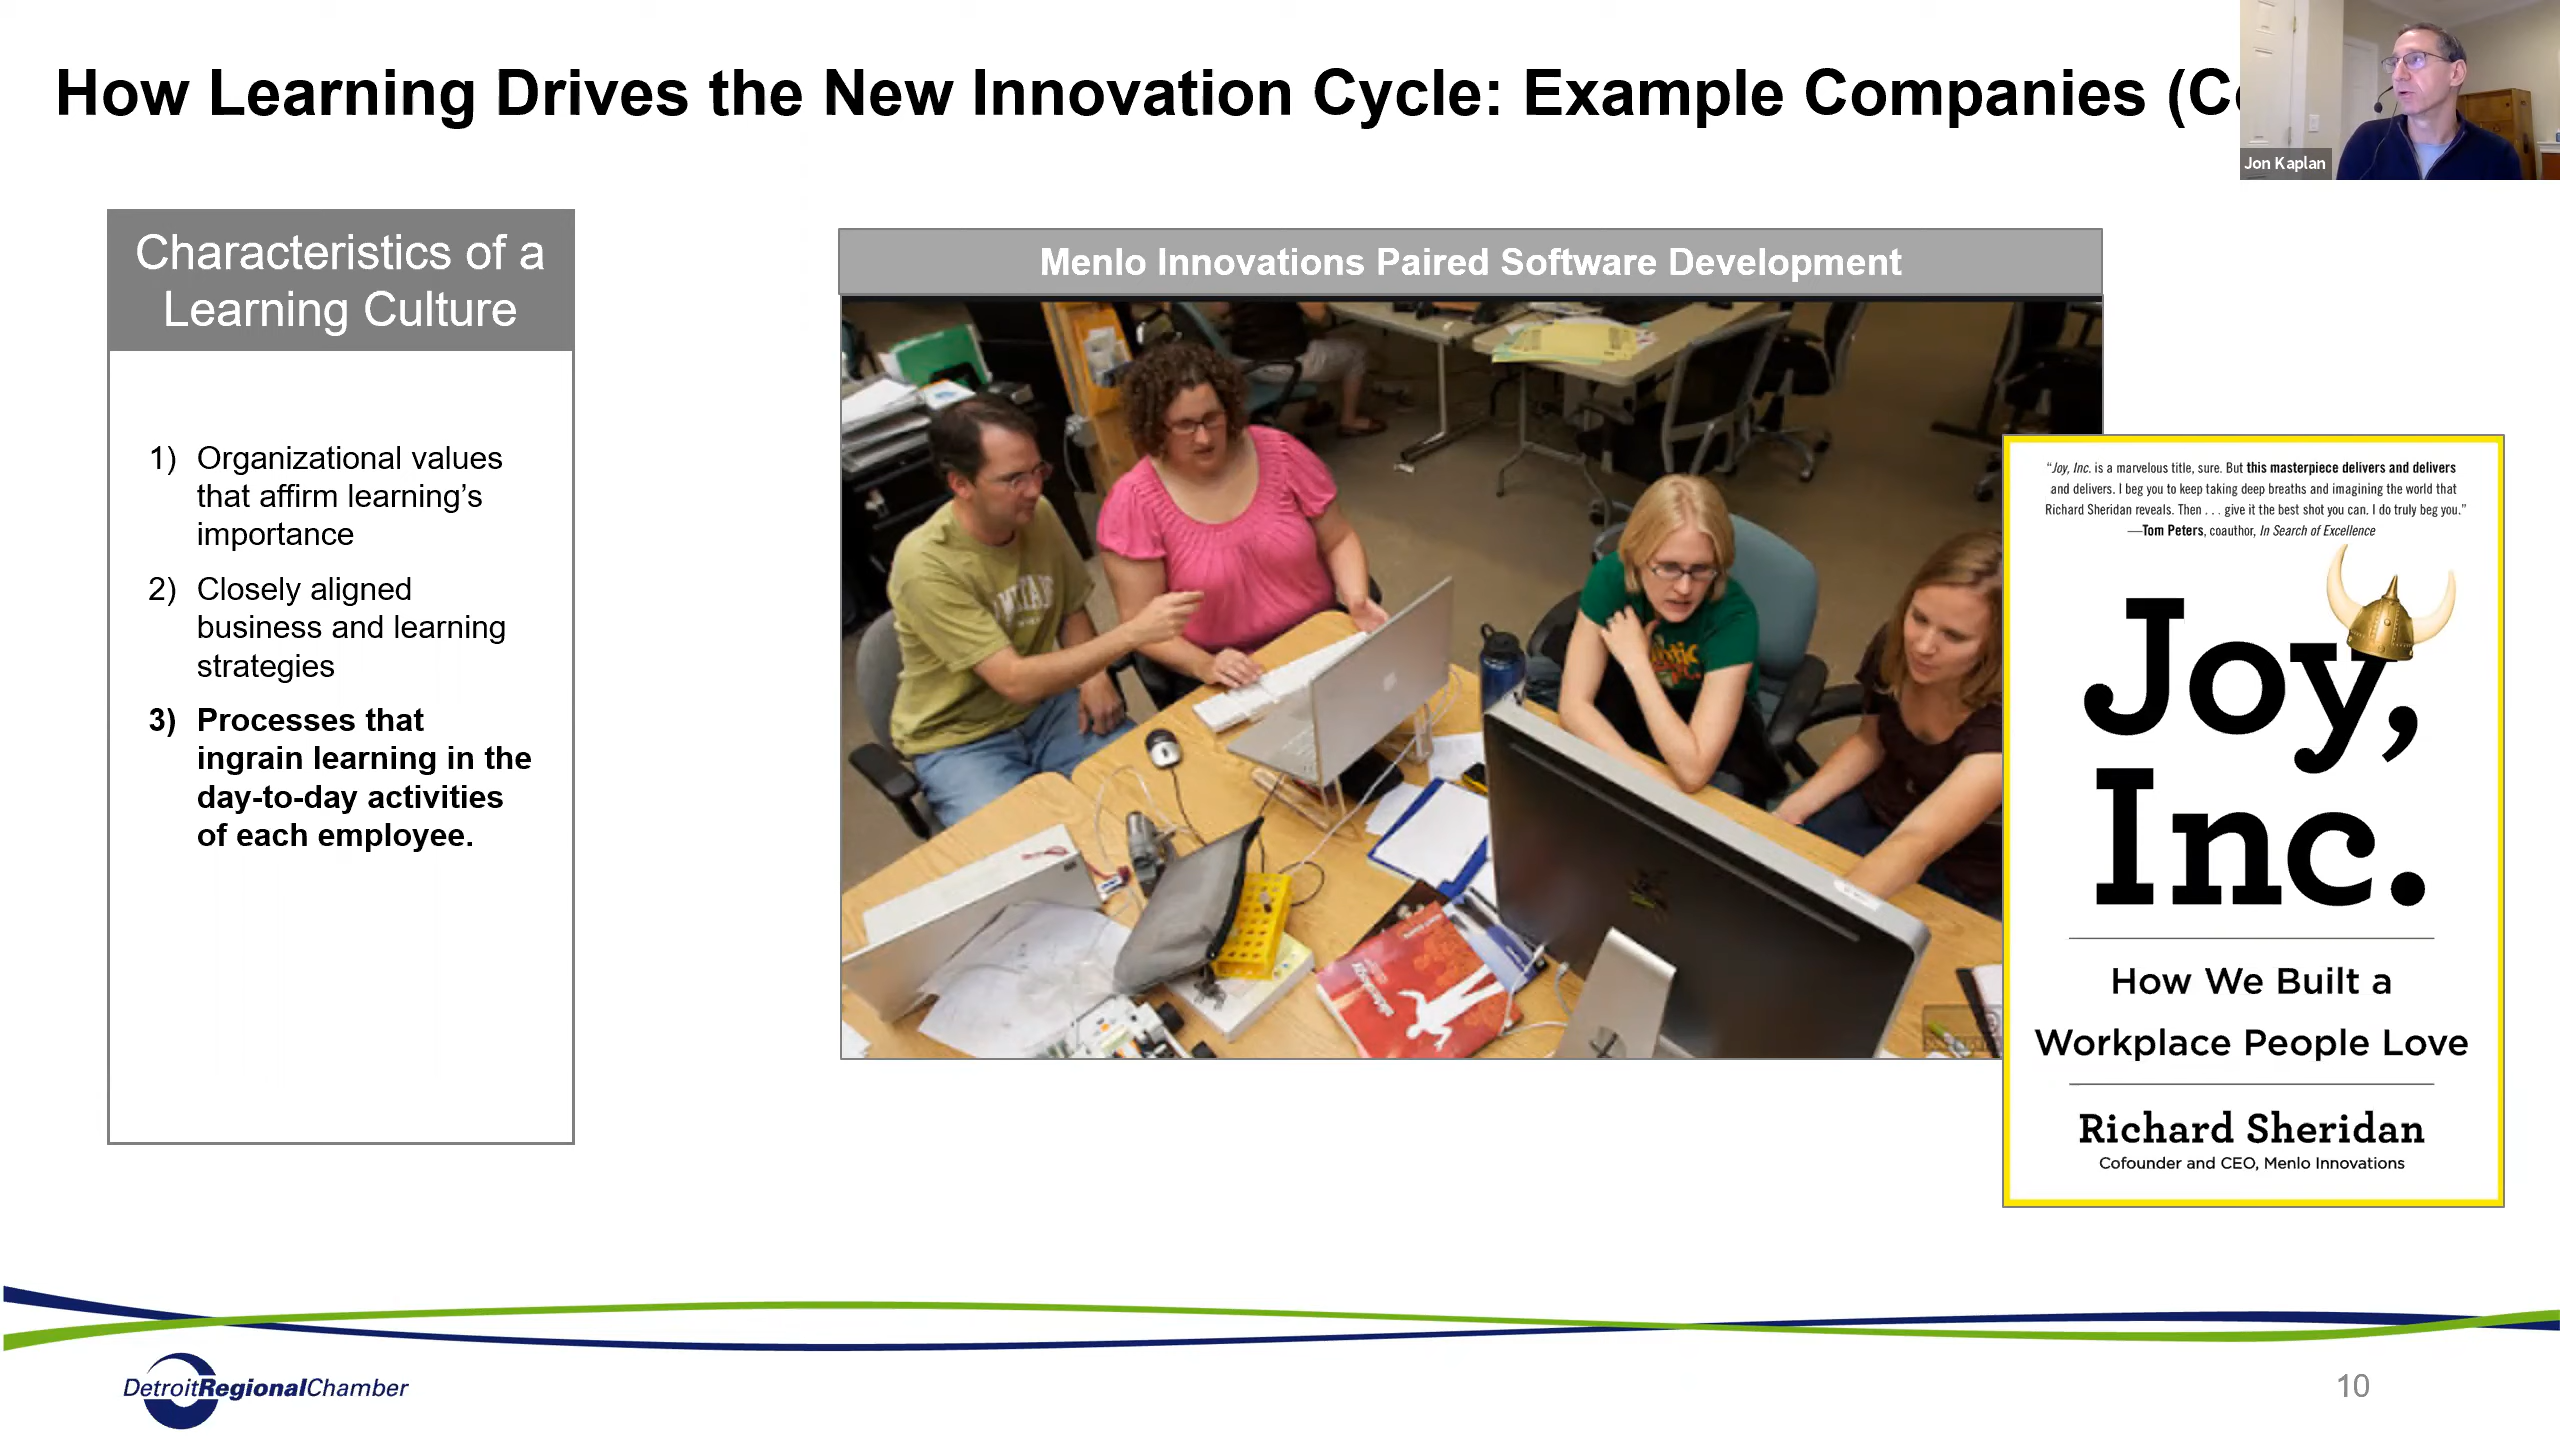 How Learning Drives the New Innovation Cycle: Example Companies (Co
Jon Kaplan
Characteristics of a
Learning Culture
1) Organizational values
that affirm learning’s
importance
2) Closely aligned
business and learning
strategies
3) Processes that
ingrain learning in the
day-to-day activities
of each employee.
Menlo Innovations Paired Software Development
“Joy, Inc. is a marvelous title, sure. But this masterpiece delivers and delivers
and delivers. I beg you to keep taking deep breaths and imagining the world that
Richard Sheridan reveals. Then . . . give it the best shot you can. I do truly beg you.”
—Tom Peters, coauthor, In Search of Excellence
Joy,
Inc.
How We Built a
Workplace People Love
Richard Sheridan
Cofounder and CEO, Menlo Innovations
DetroitRegionalChamber
10